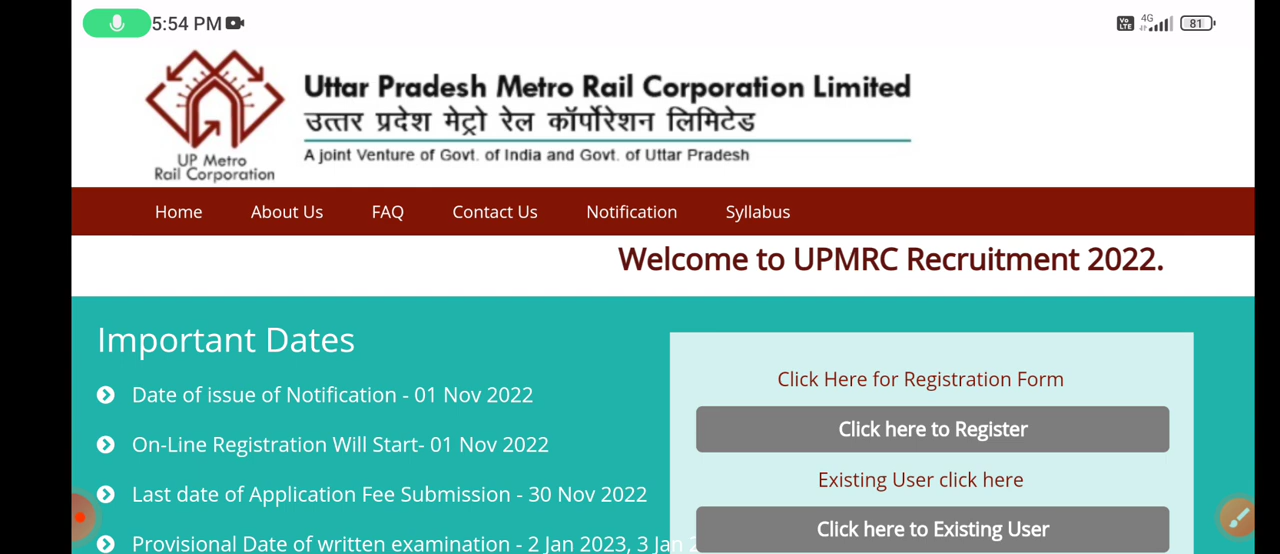 5:54 PM
Vo LTE 4G 81
Uttar Pradesh Metro Rail Corporation Limited
उत्तर प्रदेश मेट्रो रेल कॉर्पोरेशन लिमिटेड
A joint Venture of Govt. of India and Govt. of Uttar Pradesh
UP Metro
Rail Corporation
Home About Us FAQ Contact Us Notification Syllabus
Welcome to UPMRC Recruitment 2022.
Important Dates
Date of issue of Notification - 01 Nov 2022
On-Line Registration Will Start- 01 Nov 2022
Last date of Application Fee Submission - 30 Nov 2022
Provisional Date of written examination - 2 Jan 2023, 3 Jan
Click Here for Registration Form
Click here to Register
Existing User click here
Click here to Existing User